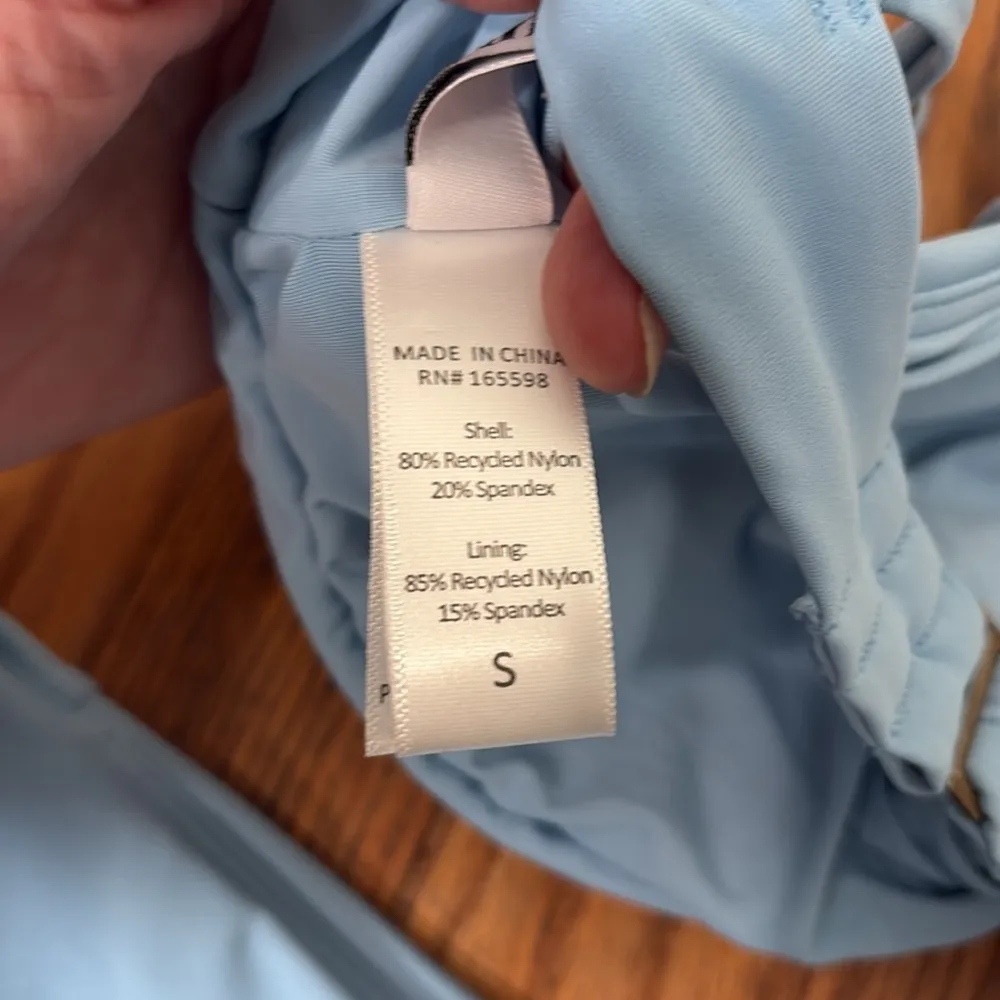 MADE IN CHINA
RN# 165598
Shell:
80% Recycled Nylon
20% Spandex
Lining:
85% Recycled Nylon
15% Spandex
S
P